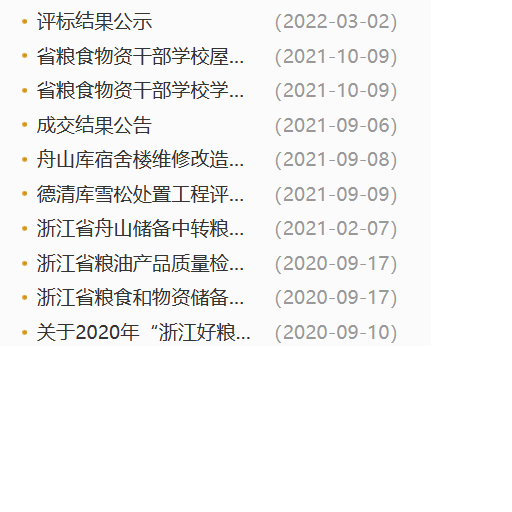 评标结果公示 (2022-03-02)
省粮食物资干部学校屋... (2021-10-09)
省粮食物资干部学校学... (2021-10-09)
成交结果公告 (2021-09-06)
舟山库宿舍楼维修改造... (2021-09-08)
德清库雪松处置工程评... (2021-09-09)
浙江省舟山储备中转粮... (2021-02-07)
浙江省粮油产品质量检... (2020-09-17)
浙江省粮食和物资储备... (2020-09-17)
关于2020年“浙江好粮... (2020-09-10)